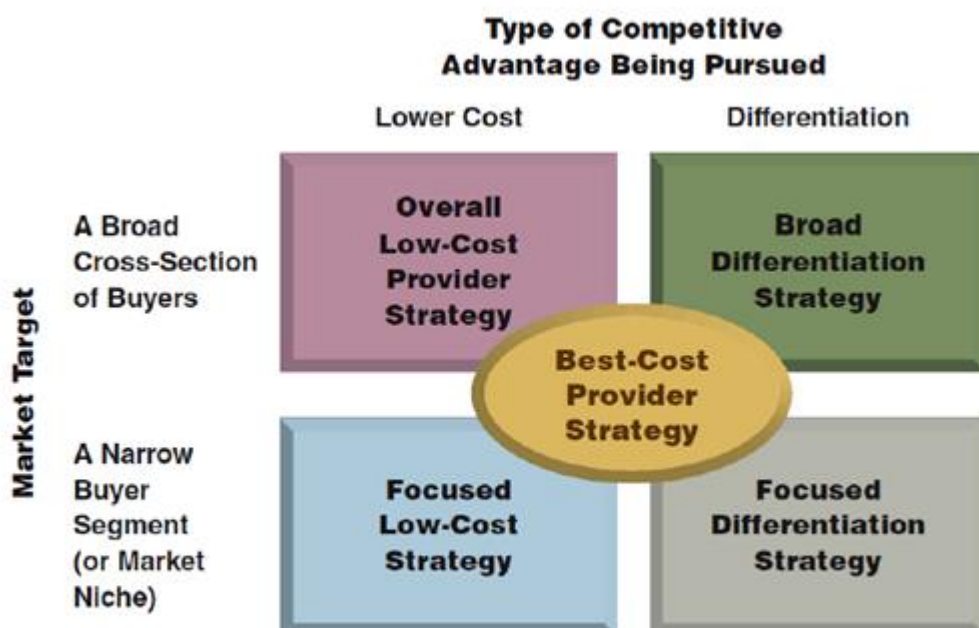 Type of Competitive
Advantage Being Pursued
Lower Cost
Differentiation
Market Target
A Broad
Cross-Section
of Buyers
Overall
Low-Cost
Provider
Strategy
Broad
Differentiation
Strategy
Best-Cost
Provider
Strategy
A Narrow
Buyer
Segment
(or Market
Niche)
Focused
Low-Cost
Strategy
Focused
Differentiation
Strategy